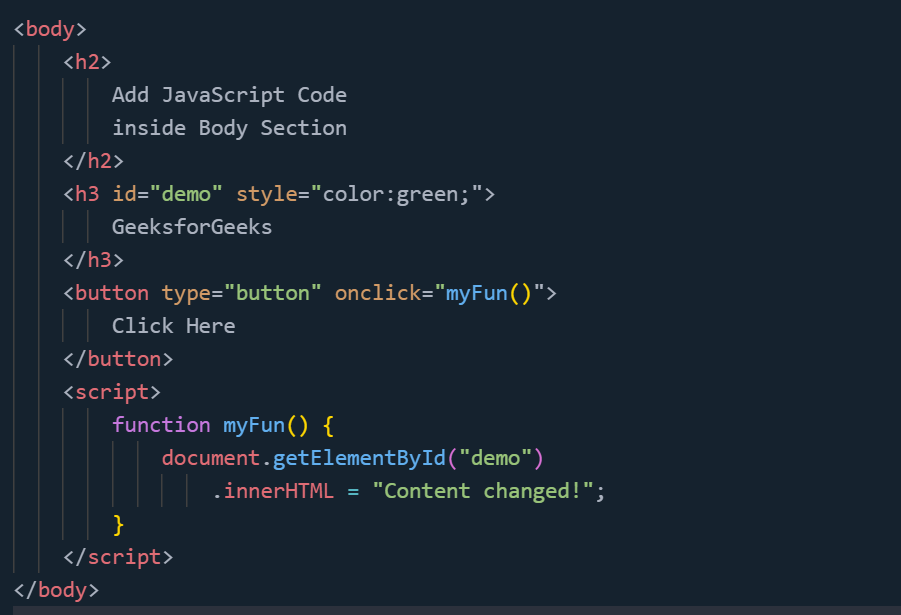 <body>
<h2>
Add JavaScript Code
inside Body Section
</h2>
<h3 id="demo" style="color:green;">
GeeksforGeeks
</h3>
<button type="button" onclick="myFun()">
Click Here
</button>
<script>
function myFun() {
document.getElementById("demo")
.innerHTML = "Content changed!";
}
</script>
</body>